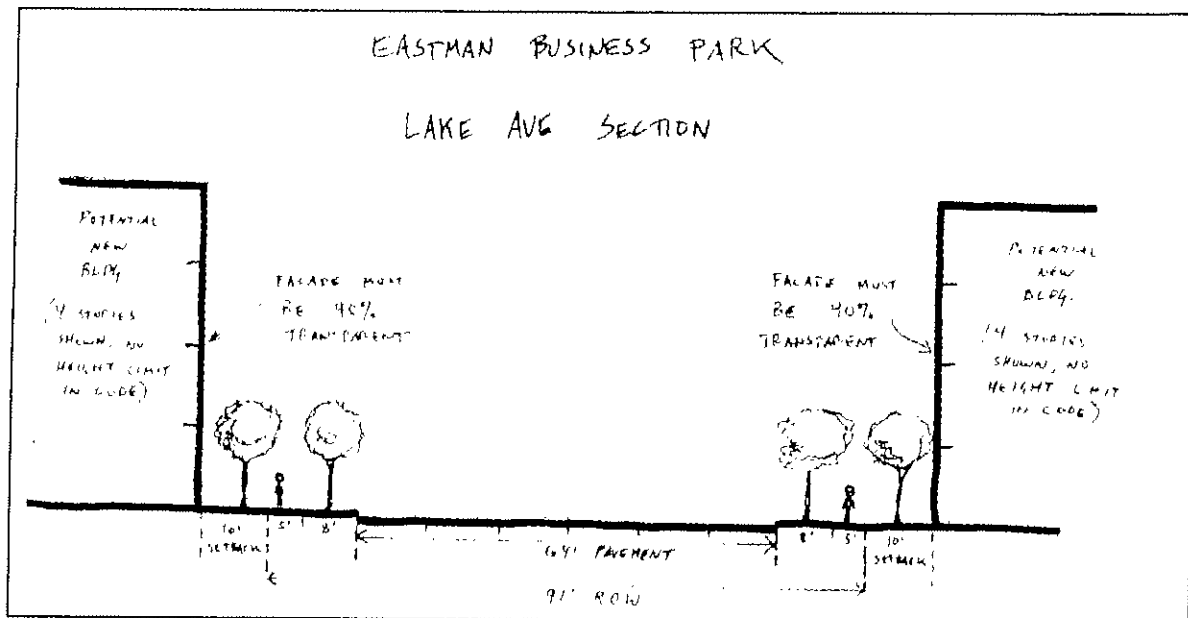 EASTMAN BUSINESS PARK
LAKE AVE SECTION
POTENTIAL
NEW
BLDG
(4 STORIES
SHOWN, NO
HEIGHT LIMIT
IN CODE)
FACADE MUST
BE 40%
TRANSPARENT
FACADE MUST
BE 40%
TRANSPARENT
POTENTIAL
NEW
BLDG.
(4 STORIES
SHOWN, NO
HEIGHT LIMIT
IN CODE)
10' 5' 8'
SETBACK
64' PAVEMENT
8' 5' 10'
SETBACK
91' ROW